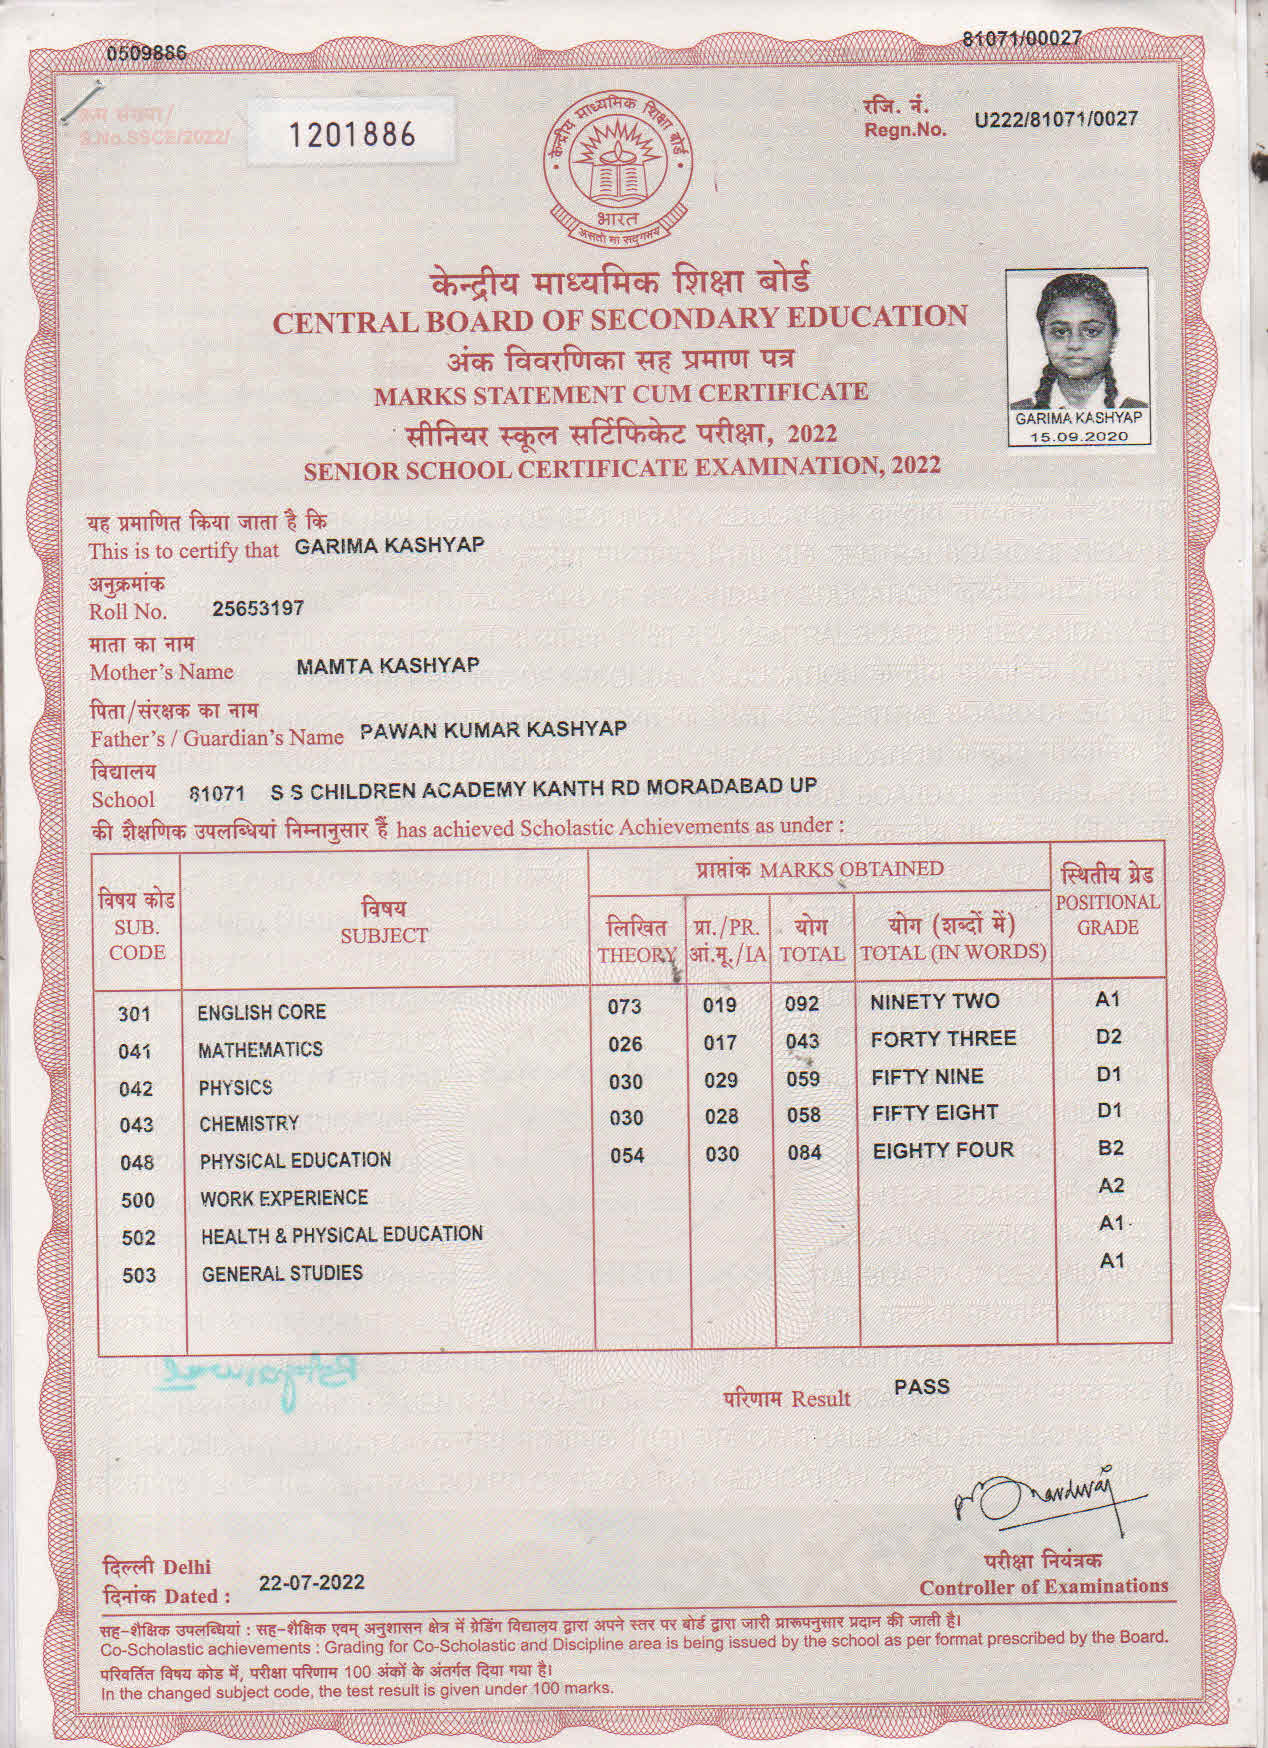 0509886
81071/00027
क्रम संख्या/
S.No.SSCE/2022/
1201886
रजि. नं.
Regn.No. U222/81071/0027
केन्द्रीय माध्यमिक शिक्षा बोर्ड
भारत
असतो मा सद्गमय
केन्द्रीय माध्यमिक शिक्षा बोर्ड
CENTRAL BOARD OF SECONDARY EDUCATION
अंक विवरणिका सह प्रमाण पत्र
MARKS STATEMENT CUM CERTIFICATE
सीनियर स्कूल सर्टिफिकेट परीक्षा, 2022
SENIOR SCHOOL CERTIFICATE EXAMINATION, 2022
GARIMA KASHYAP
15.09.2020
यह प्रमाणित किया जाता है कि
This is to certify that GARIMA KASHYAP
अनुक्रमांक
Roll No. 25653197
माता का नाम
Mother's Name MAMTA KASHYAP
पिता/संरक्षक का नाम
Father's / Guardian's Name PAWAN KUMAR KASHYAP
विद्यालय
School 81071 S S CHILDREN ACADEMY KANTH RD MORADABAD UP
की शैक्षणिक उपलब्धियां निम्नानुसार हैं has achieved Scholastic Achievements as under :
विषय कोड
SUB.
CODE
विषय
SUBJECT
प्राप्तांक MARKS OBTAINED
लिखित
THEORY
प्रा./PR.
आं.मू./IA
योग
TOTAL
योग (शब्दों में)
TOTAL (IN WORDS)
स्थितीय ग्रेड
POSITIONAL
GRADE
301 ENGLISH CORE 073 019 092 NINETY TWO A1
041 MATHEMATICS 026 017 043 FORTY THREE D2
042 PHYSICS 030 029 059 FIFTY NINE D1
043 CHEMISTRY 030 028 058 FIFTY EIGHT D1
048 PHYSICAL EDUCATION 054 030 084 EIGHTY FOUR B2
500 WORK EXPERIENCE A2
502 HEALTH & PHYSICAL EDUCATION A1
503 GENERAL STUDIES A1
परिणाम Result PASS
दिल्ली Delhi
दिनांक Dated : 22-07-2022
परीक्षा नियंत्रक
Controller of Examinations
सह-शैक्षिक उपलब्धियां : सह-शैक्षिक एवम् अनुशासन क्षेत्र में ग्रेडिंग विद्यालय द्वारा अपने स्तर पर बोर्ड द्वारा जारी प्रारूपनुसार प्रदान की जाती है।
Co-Scholastic achievements : Grading for Co-Scholastic and Discipline area is being issued by the school as per format prescribed by the Board.
परिवर्तित विषय कोड में, परीक्षा परिणाम 100 अंकों के अंतर्गत दिया गया है।
In the changed subject code, the test result is given under 100 marks.